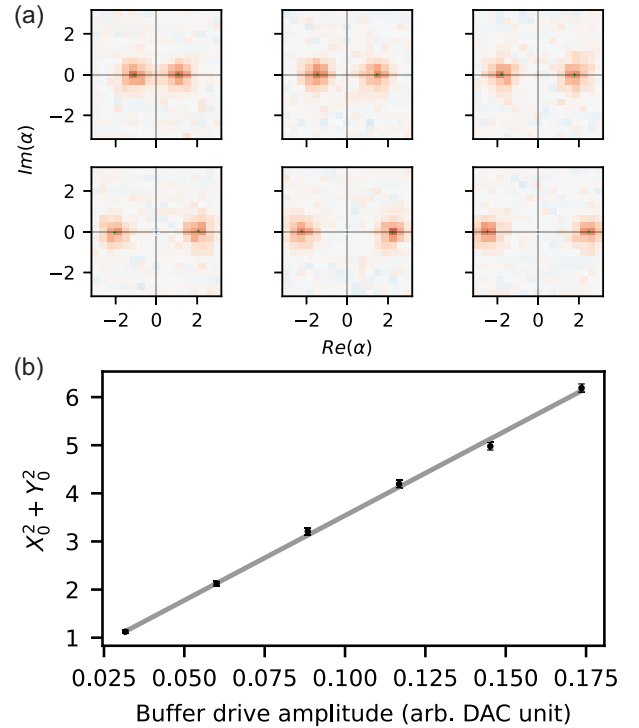 (a)
2
0
−2
Im(α)
2
0
−2
−2 0 2 −2 0 2 −2 0 2
Re(α)
(b)
6
5
4
3
2
1
X₀² + Y₀²
0.025 0.050 0.075 0.100 0.125 0.150 0.175
Buffer drive amplitude (arb. DAC unit)